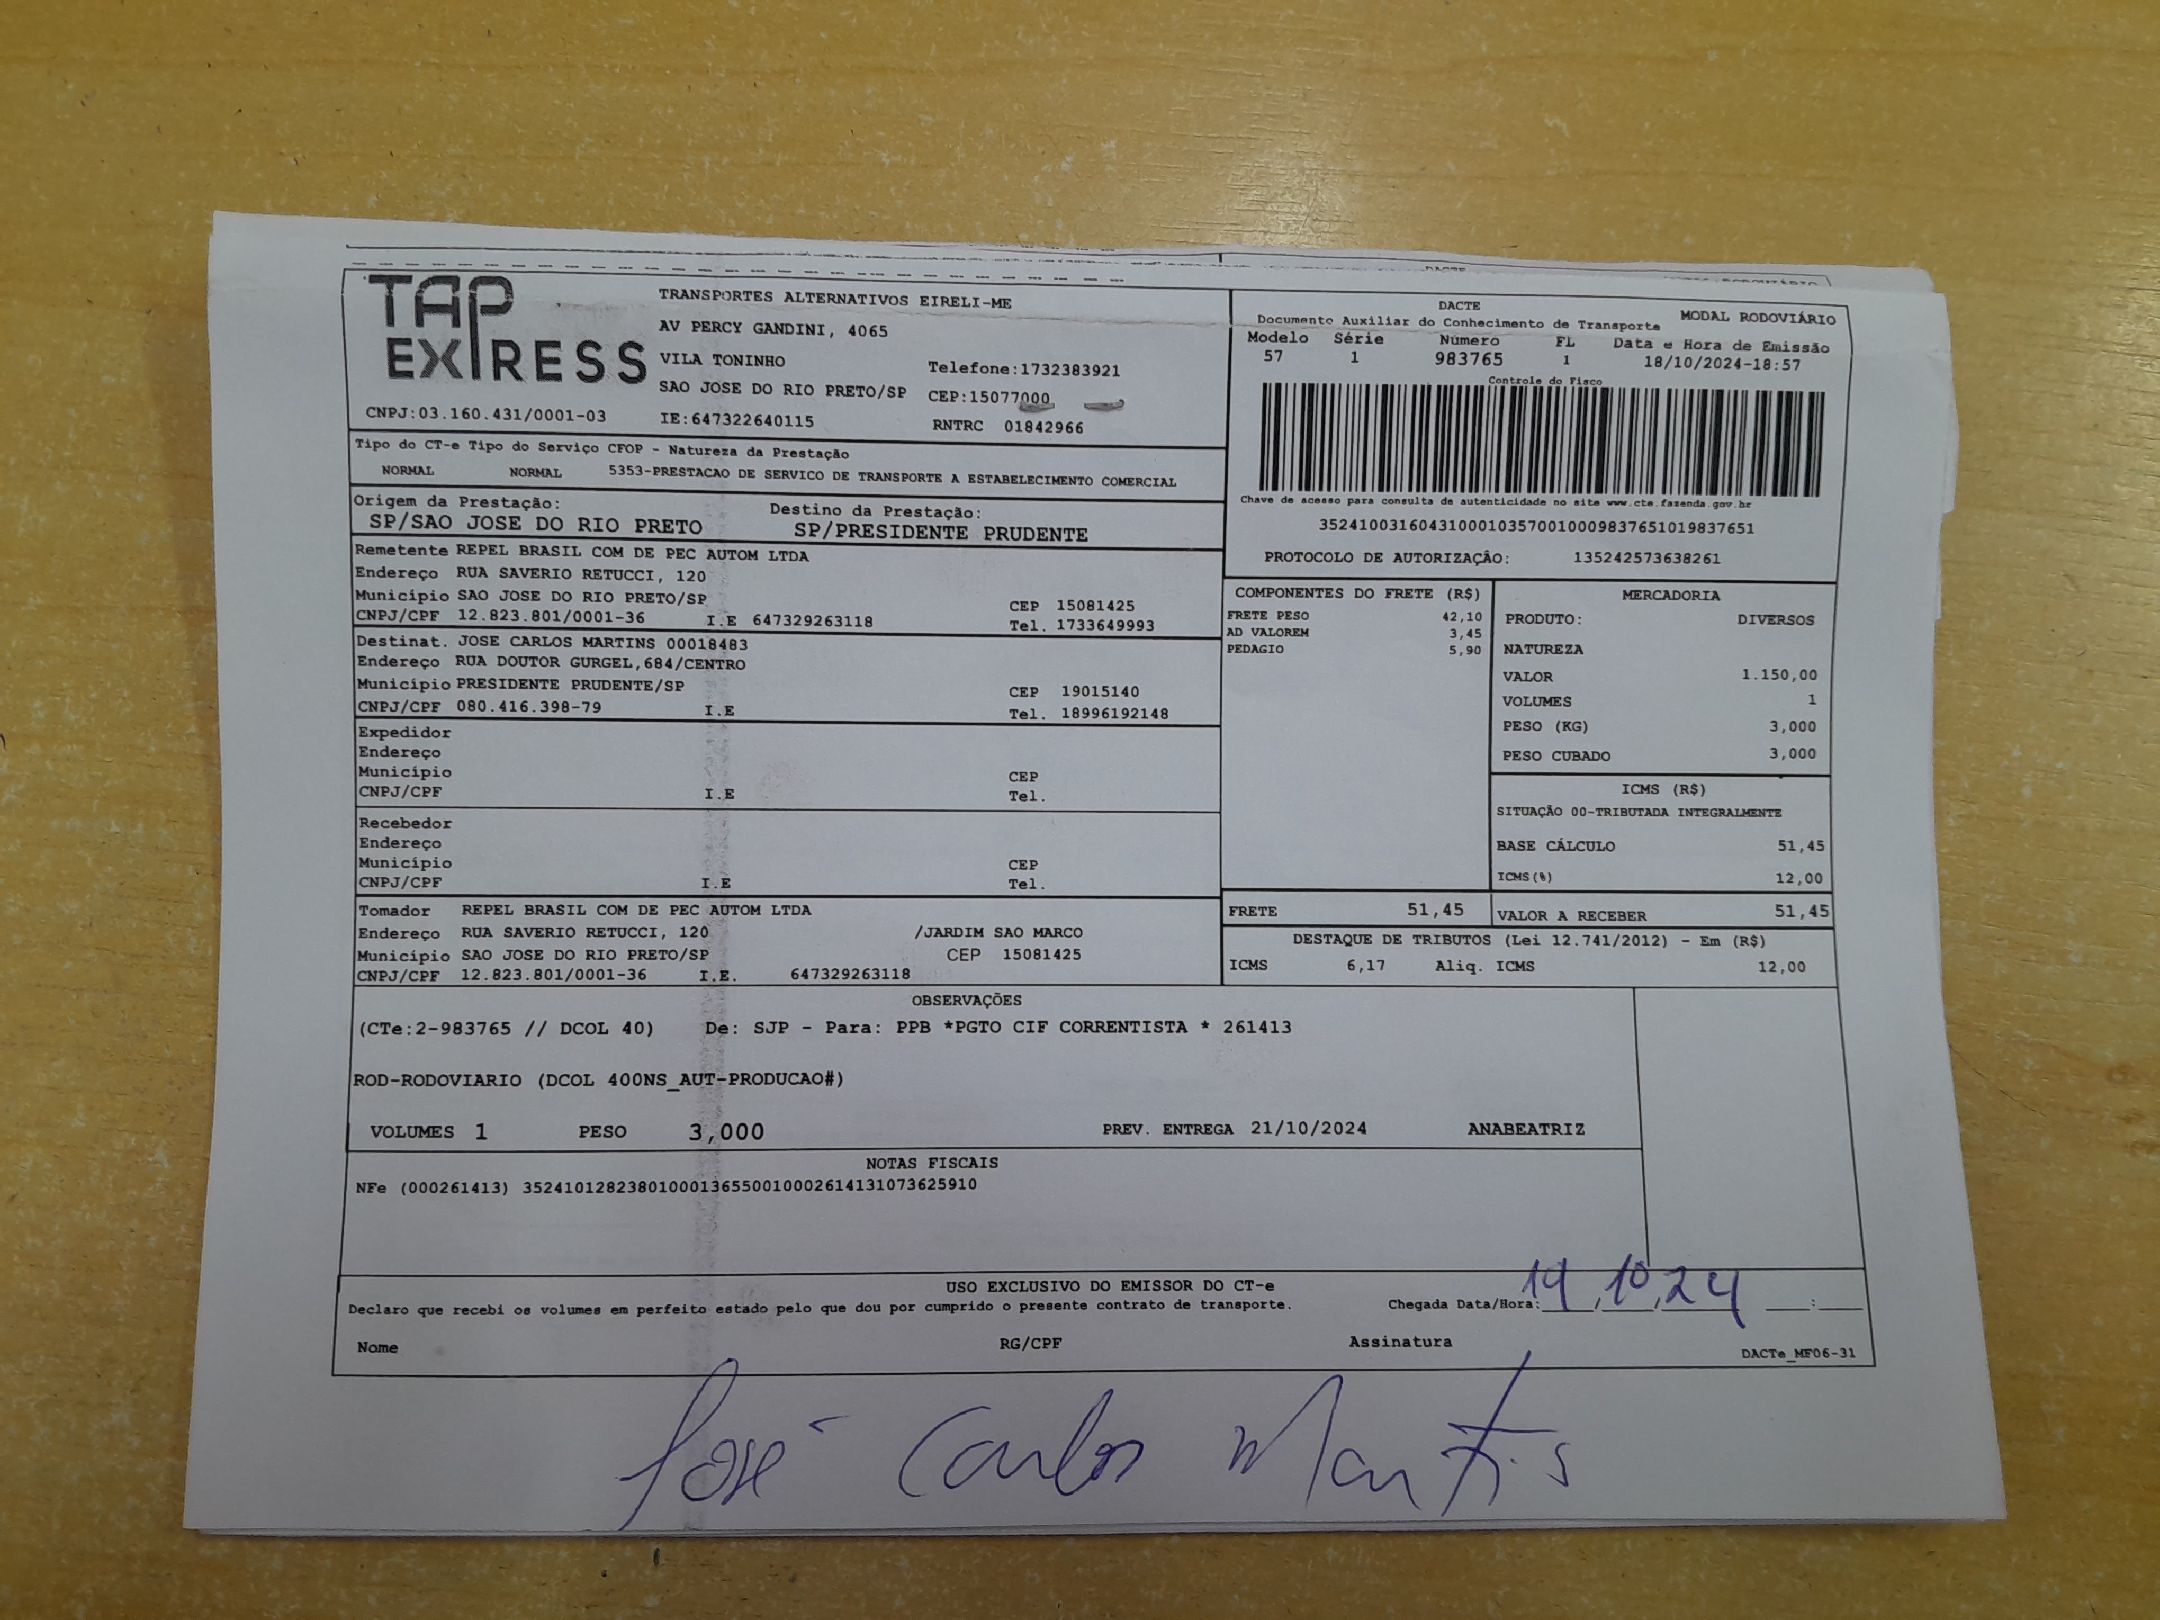 TAP
EXPRESS
TRANSPORTES ALTERNATIVOS EIRELI-ME
AV PERCY GANDINI, 4065
VILA TONINHO
Telefone:1732383921
SAO JOSE DO RIO PRETO/SP CEP:15077000
CNPJ:03.160.431/0001-03 IE:647322640115 RNTRC 01842966
DACTE
Documento Auxiliar do Conhecimento de Transporte MODAL RODOVIÁRIO
Modelo Série Número FL Data e Hora de Emissão
57 1 983765 1 18/10/2024-18:57
Controle do Fisco
Chave de acesso para consulta de autenticidade no site www.cte.fazenda.gov.br
35241003160431000103570010009837651019837651
PROTOCOLO DE AUTORIZAÇÂO: 135242573638261
Tipo do CT-e Tipo do Serviço CFOP - Natureza da Prestação
NORMAL NORMAL 5353-PRESTACAO DE SERVICO DE TRANSPORTE A ESTABELECIMENTO COMERCIAL
Origem da Prestação: Destino da Prestação:
SP/SAO JOSE DO RIO PRETO SP/PRESIDENTE PRUDENTE
Remetente REPEL BRASIL COM DE PEC AUTOM LTDA
Endereço RUA SAVERIO RETUCCI, 120
Município SAO JOSE DO RIO PRETO/SP CEP 15081425
CNPJ/CPF 12.823.801/0001-36 I.E 647329263118 Tel. 1733649993
Destinat. JOSE CARLOS MARTINS 00018483
Endereço RUA DOUTOR GURGEL,684/CENTRO
Município PRESIDENTE PRUDENTE/SP CEP 19015140
CNPJ/CPF 080.416.398-79 I.E Tel. 18996192148
Expedidor
Endereço
Município CEP
CNPJ/CPF I.E Tel.
Recebedor
Endereço
Município CEP
CNPJ/CPF I.E Tel.
Tomador REPEL BRASIL COM DE PEC AUTOM LTDA
Endereço RUA SAVERIO RETUCCI, 120 /JARDIM SAO MARCO
Município SAO JOSE DO RIO PRETO/SP CEP 15081425
CNPJ/CPF 12.823.801/0001-36 I.E. 647329263118
COMPONENTES DO FRETE (R$)
FRETE PESO 42,10
AD VALOREM 3,45
PEDAGIO 5,90
MERCADORIA
PRODUTO: DIVERSOS
NATUREZA
VALOR 1.150,00
VOLUMES 1
PESO (KG) 3,000
PESO CUBADO 3,000
ICMS (R$)
SITUAÇÃO 00-TRIBUTADA INTEGRALMENTE
BASE CÁLCULO 51,45
ICMS(%) 12,00
FRETE 51,45 VALOR A RECEBER 51,45
DESTAQUE DE TRIBUTOS (Lei 12.741/2012) - Em (R$)
ICMS 6,17 Aliq. ICMS 12,00
OBSERVAÇÕES
(CTe:2-983765 // DCOL 40) De: SJP - Para: PPB *PGTO CIF CORRENTISTA * 261413
ROD-RODOVIARIO (DCOL 400NS_AUT-PRODUCAO#)
VOLUMES 1 PESO 3,000 PREV. ENTREGA 21/10/2024 ANABEATRIZ
NOTAS FISCAIS
NFe (000261413) 35241012823801000136550010002614131073625910
USO EXCLUSIVO DO EMISSOR DO CT-e
Declaro que recebi os volumes em perfeito estado pelo que dou por cumprido o presente contrato de transporte. Chegada Data/Hora: 19,10,24 __:__
Nome RG/CPF Assinatura
DACTe_MF06-31
José Carlos Martins